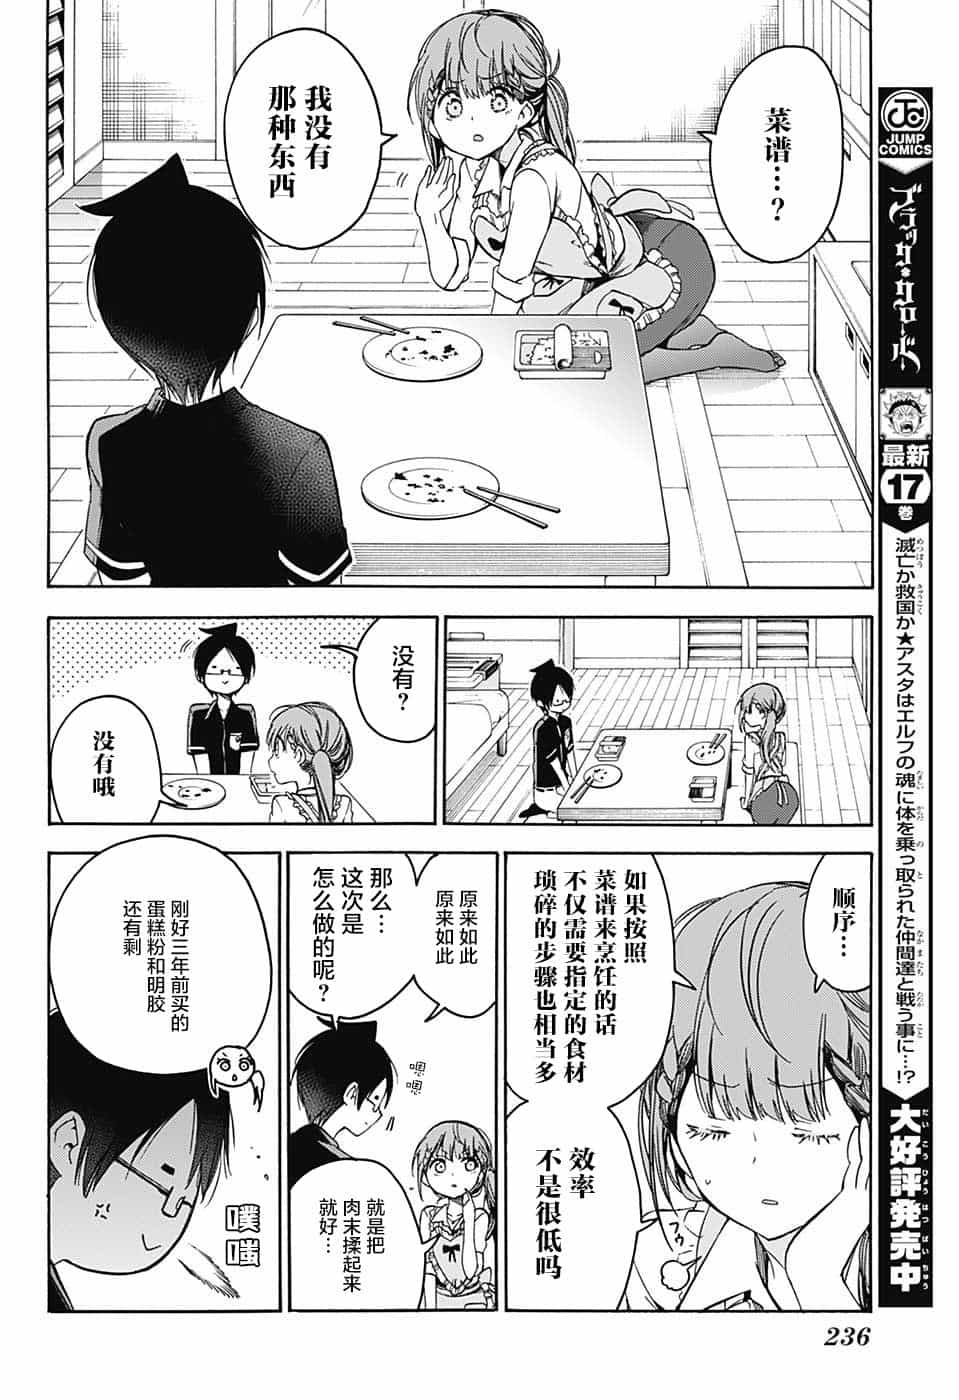 菜谱…？
我没有
那种东西
没有？
没有哦
顺序…
如果按照
菜谱来烹饪的话
不仅需要指定的食材
琐碎的步骤也相当多
效率
不是很低吗
原来如此
原来如此
那么…
这次是
怎么做的呢？
嗯
嗯
就是把
肉末揉起来
就好…
刚好三年前买的
蛋糕粉和明胶
还有剩
噗
嗤
236
JUMP
COMICS
ブラック★クローバー
最新
17
巻
滅亡か救国か★アスタはエルフの魂に体を乗っ取られた仲間達と戦う事に…!?
大好評発売中